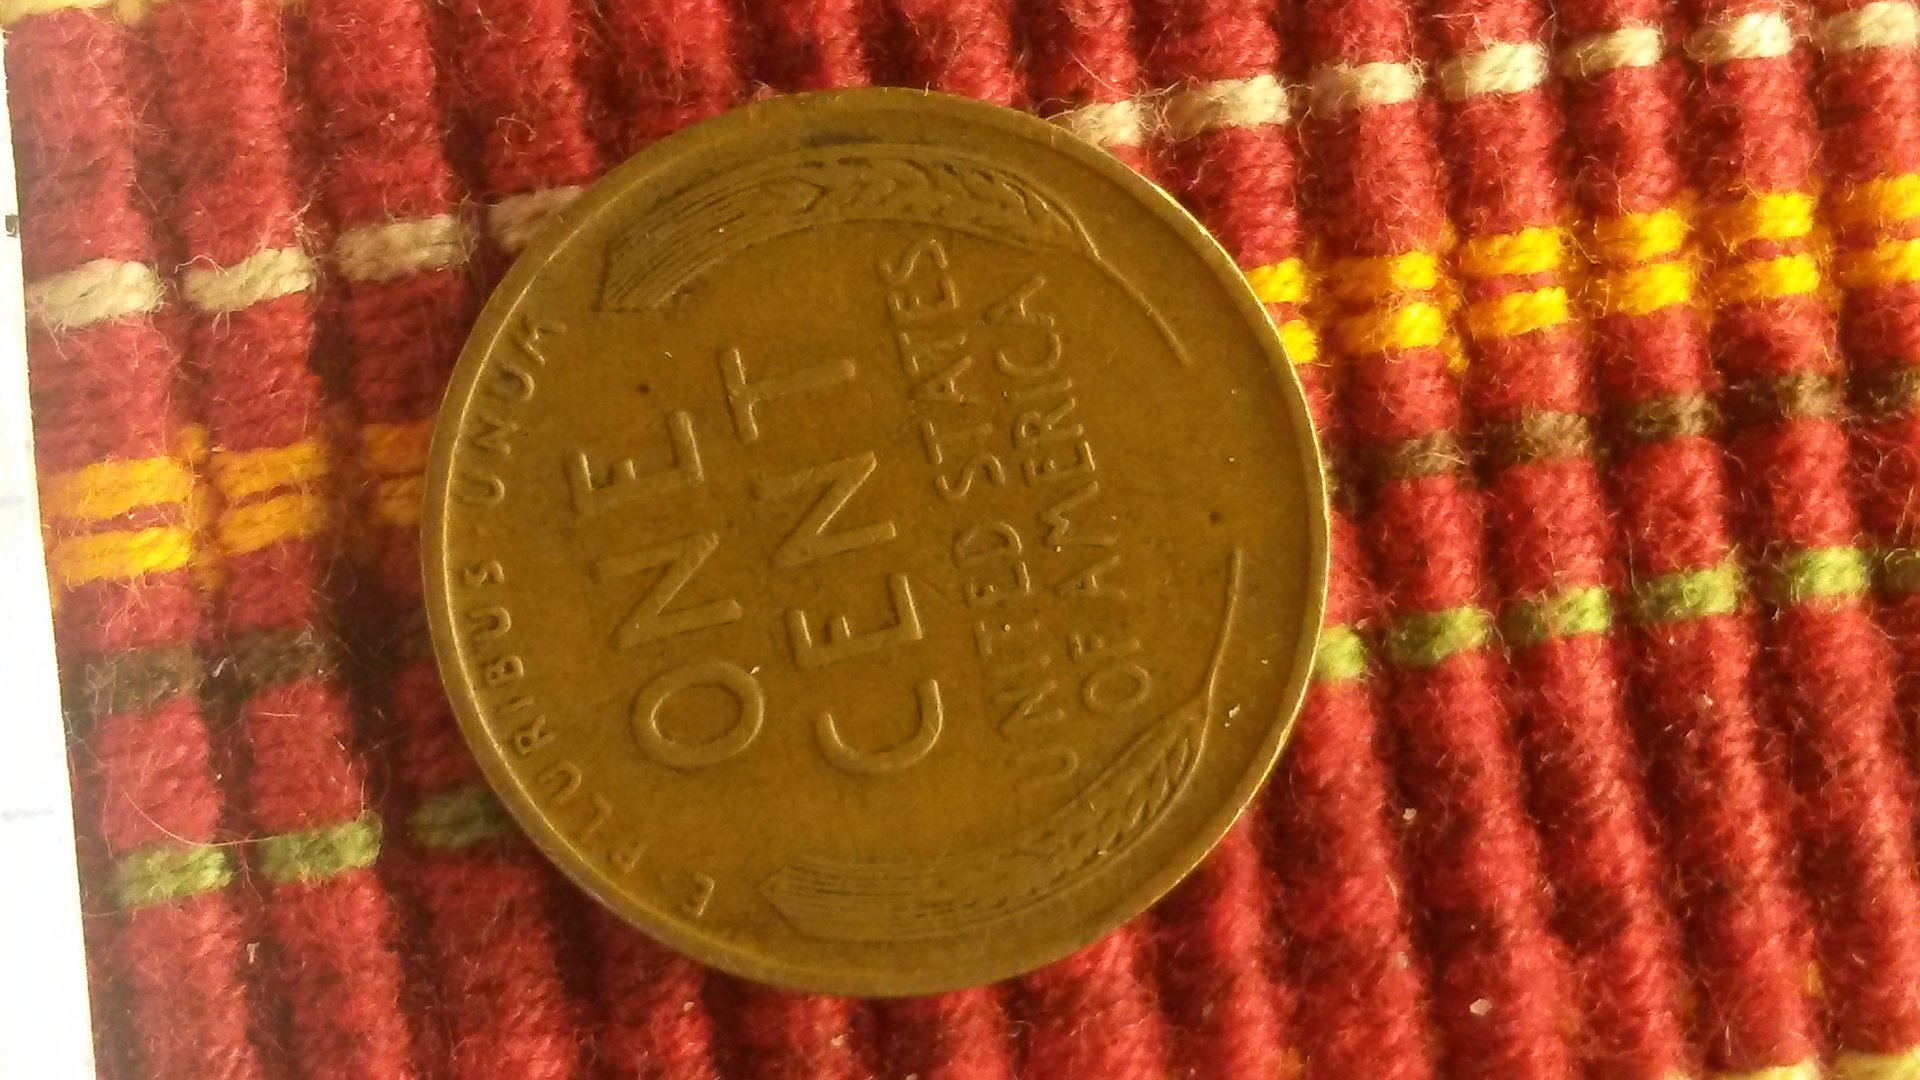 E · PLURIBUS · UNUM
ONE
CENT
UNITED STATES
OF AMERICA